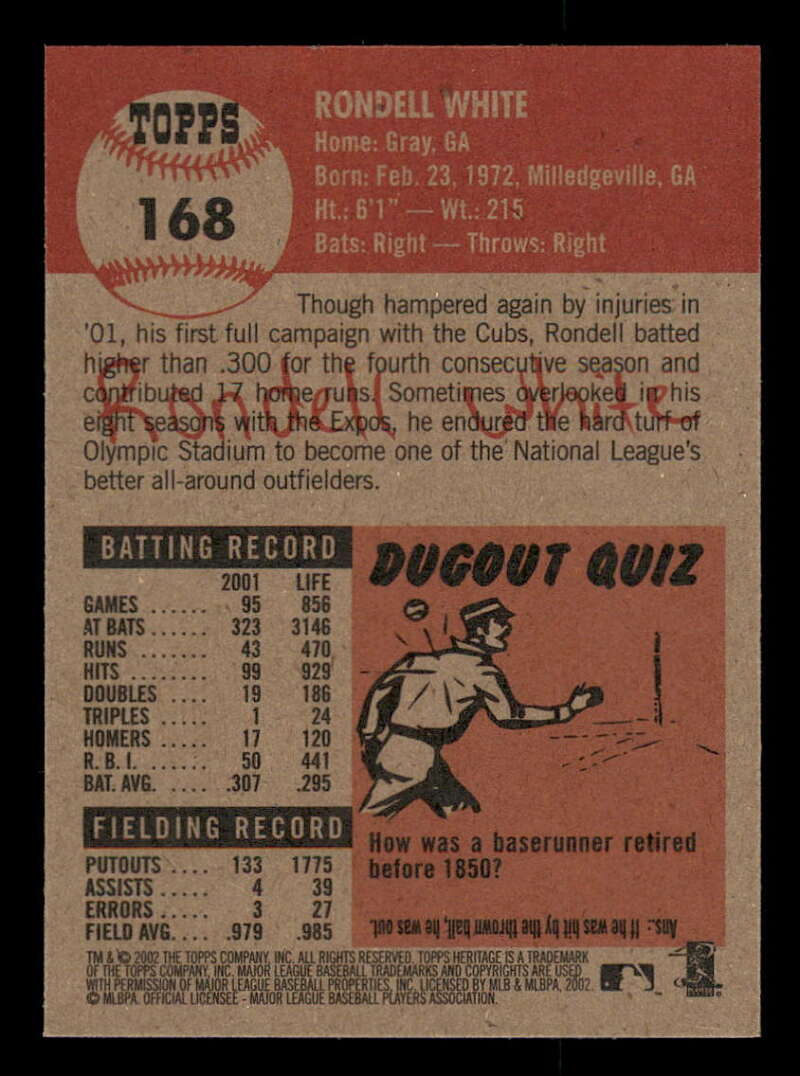 TOPPS
168
RONDELL WHITE
Home: Gray, GA
Born: Feb. 23, 1972, Milledgeville, GA
Ht.: 6'1" — Wt.: 215
Bats: Right — Throws: Right
Though hampered again by injuries in
'01, his first full campaign with the Cubs, Rondell batted
higher than .300 for the fourth consecutive season and
contributed 17 home runs. Sometimes overlooked in his
eight seasons with the Expos, he endured the hard turf of
Olympic Stadium to become one of the National League's
better all-around outfielders.
Rondell White
BATTING RECORD
2001 LIFE
GAMES ...... 95 856
AT BATS...... 323 3146
RUNS ....... 43 470
HITS ........ 99 929
DOUBLES .... 19 186
TRIPLES ..... 1 24
HOMERS ..... 17 120
R.B.I. ...... 50 441
BAT. AVG. .... .307 .295
FIELDING RECORD
PUTOUTS .... 133 1775
ASSISTS ..... 4 39
ERRORS ..... 3 27
FIELD AVG. ... .979 .985
DUGOUT QUIZ
How was a baserunner retired
before 1850?
Ans.: If he was hit by the thrown ball, he was out.
TM & © 2002 THE TOPPS COMPANY, INC. ALL RIGHTS RESERVED. TOPPS HERITAGE IS A TRADEMARK
OF THE TOPPS COMPANY, INC. MAJOR LEAGUE BASEBALL TRADEMARKS AND COPYRIGHTS ARE USED
WITH PERMISSION OF MAJOR LEAGUE BASEBALL PROPERTIES, INC. LICENSED BY MLB & MLBPA, 2002.
© MLBPA. OFFICIAL LICENSEE - MAJOR LEAGUE BASEBALL PLAYERS ASSOCIATION.